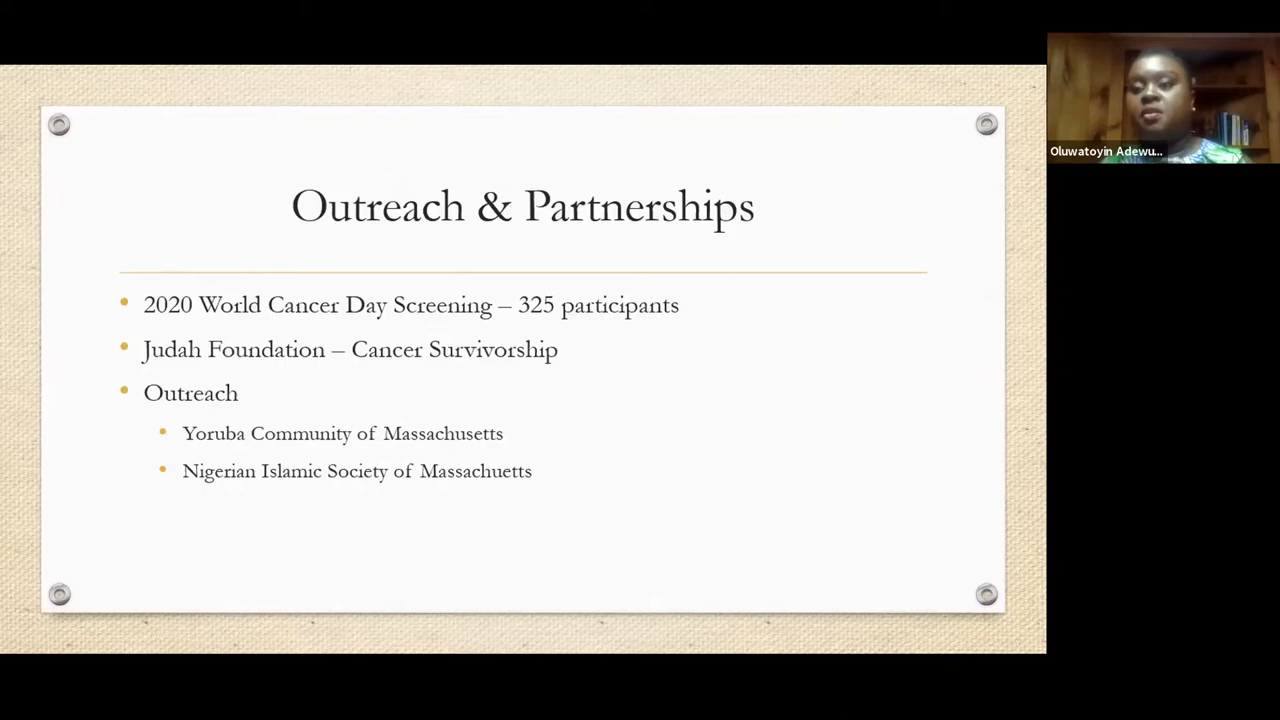 Outreach & Partnerships
2020 World Cancer Day Screening – 325 participants
Judah Foundation – Cancer Survivorship
Outreach
Yoruba Community of Massachusetts
Nigerian Islamic Society of Massachuetts
Oluwatoyin Adewu...